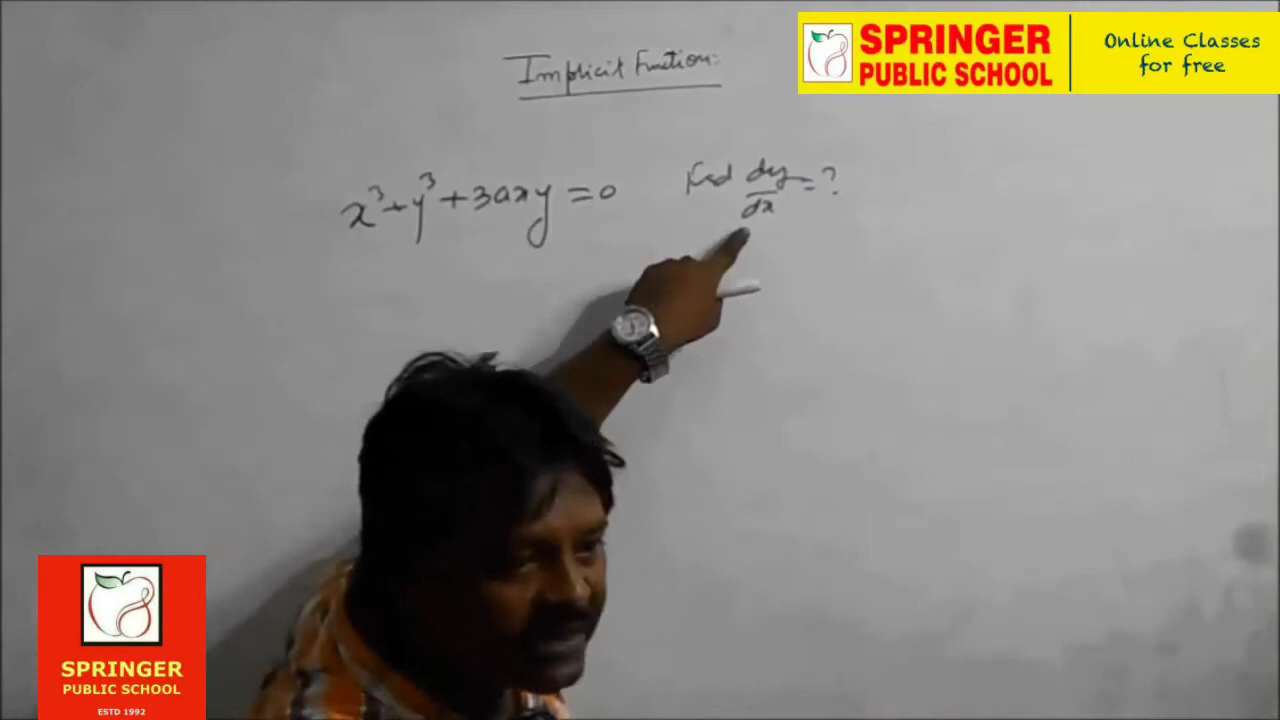 SPRINGER
PUBLIC SCHOOL
Online Classes
for free
Implicit Function:
x³+y³+3axy=0 Find dy/dx=?
SPRINGER
PUBLIC SCHOOL
ESTD 1992